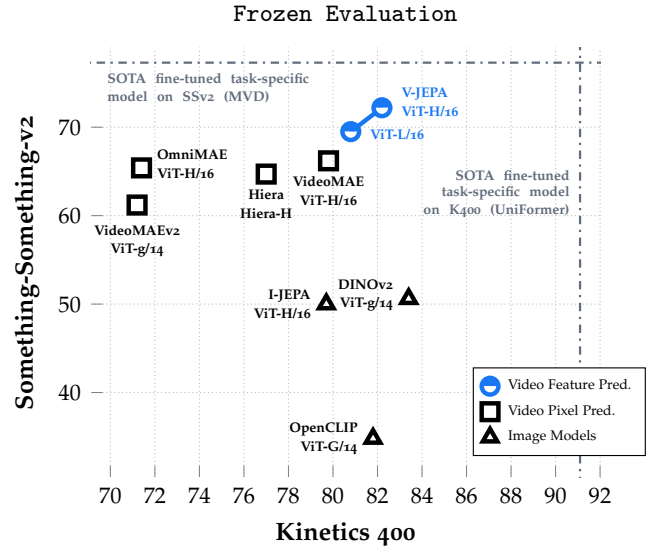 Frozen Evaluation
SOTA fine-tuned task-specific
model on SSv2 (MVD)
V-JEPA
ViT-H/16
ViT-L/16
OmniMAE
ViT-H/16
VideoMAEv2
ViT-g/14
Hiera
Hiera-H
VideoMAE
ViT-H/16
SOTA fine-tuned
task-specific model
on K400 (UniFormer)
I-JEPA
ViT-H/16
DINOv2
ViT-g/14
OpenCLIP
ViT-G/14
Video Feature Pred.
Video Pixel Pred.
Image Models
Something-Something-v2
70
60
50
40
70 72 74 76 78 80 82 84 86 88 90 92
Kinetics 400